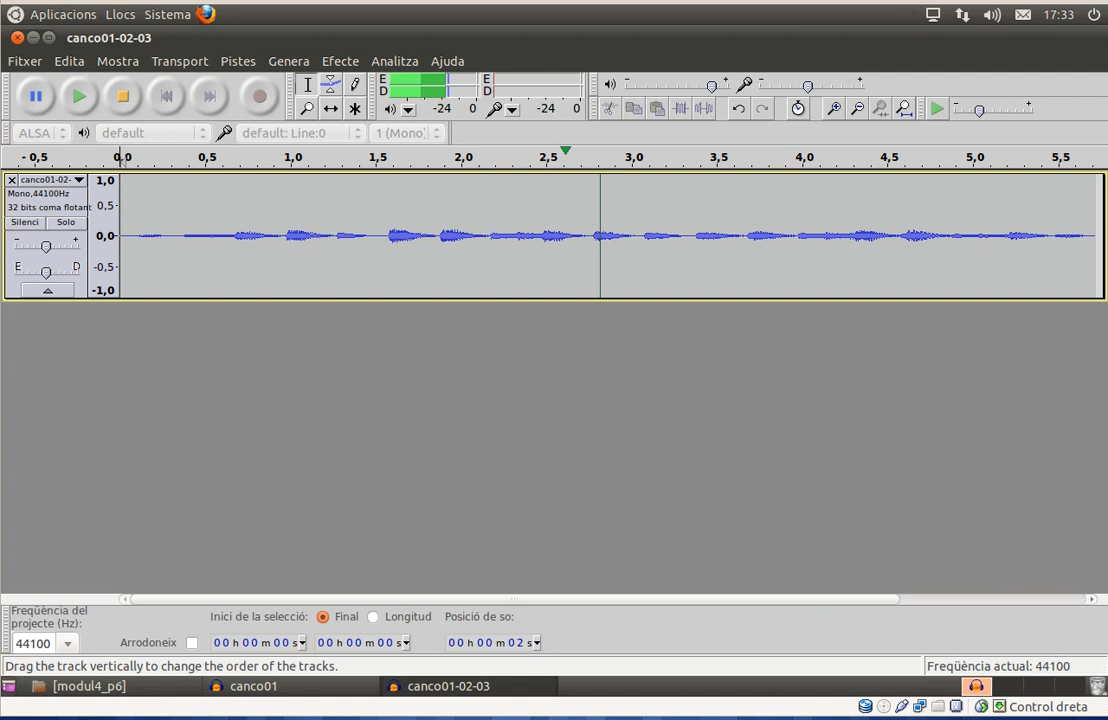 Aplicacions Llocs Sistema 17:33
canco01-02-03
Fitxer Edita Mostra Transport Pistes Genera Efecte Analitza Ajuda
E E
D D
-24 0 -24 0
ALSA default default: Line:0 1 (Mono)
- 0,5 0,0 0,5 1,0 1,5 2,0 2,5 3,0 3,5 4,0 4,5 5,0 5,5
canco01-02- 1,0
Mono,44100Hz
32 bits coma flotant 0,5-
Silenci Solo
- + 0,0-
E D -0,5-
-1,0
Freqüència del
projecte (Hz):
Inici de la selecció: Final Longitud Posició de so:
44100 Arrodoneix 00 h 00 m 00 s 00 h 00 m 00 s 00 h 00 m 02 s
Drag the track vertically to change the order of the tracks. Freqüència actual: 44100
[modul4_p6] canco01 canco01-02-03
Control dreta